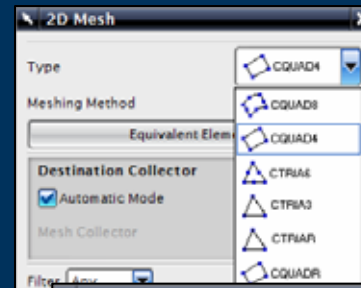 2D Mesh
Type
CQUAD4
Meshing Method
CQUAD8
Equivalent Eleme
CQUAD4
Destination Collector
CTRIA6
Automatic Mode
CTRIA3
Mesh Collector
CTRIAR
Filter Any
CQUADR